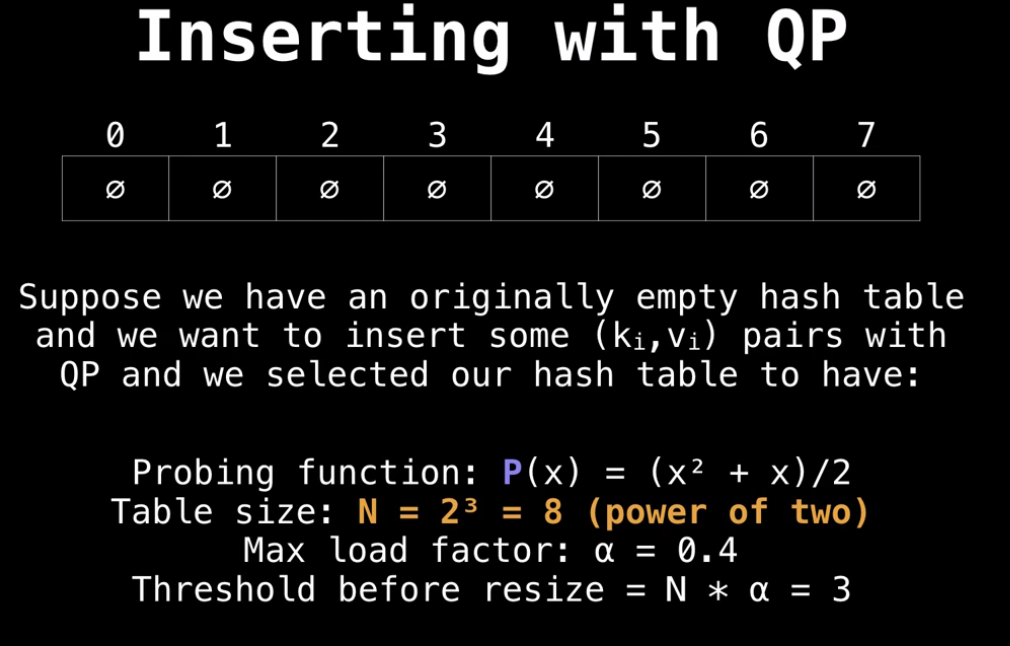 Inserting with QP
0 1 2 3 4 5 6 7
∅ ∅ ∅ ∅ ∅ ∅ ∅ ∅
Suppose we have an originally empty hash table
and we want to insert some (kᵢ,vᵢ) pairs with
QP and we selected our hash table to have:
Probing function: P(x) = (x² + x)/2
Table size: N = 2³ = 8 (power of two)
Max load factor: α = 0.4
Threshold before resize = N * α = 3